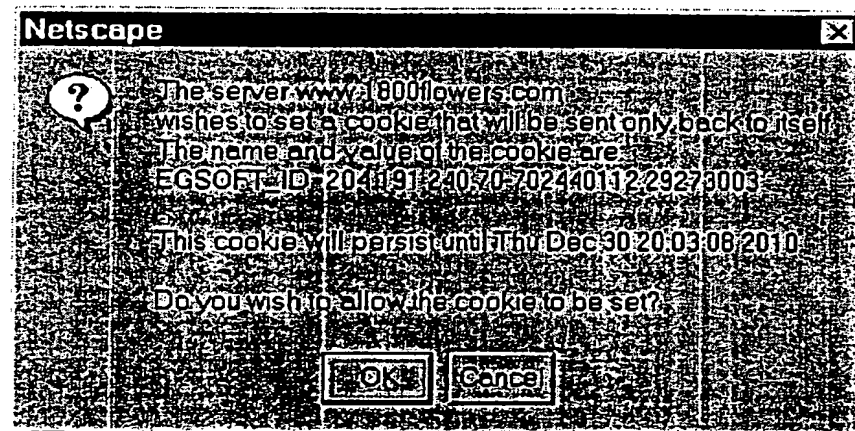 Netscape
The server www.1800flowers.com
wishes to set a cookie that will be sent only back to itself
The name and value of the cookie are:
EGSOFT_ID=204.191.240.70-702440112.29273003
This cookie will persist until Thu Dec 30 20:03:08 2010
Do you wish to allow the cookie to be set?
OK
Cancel